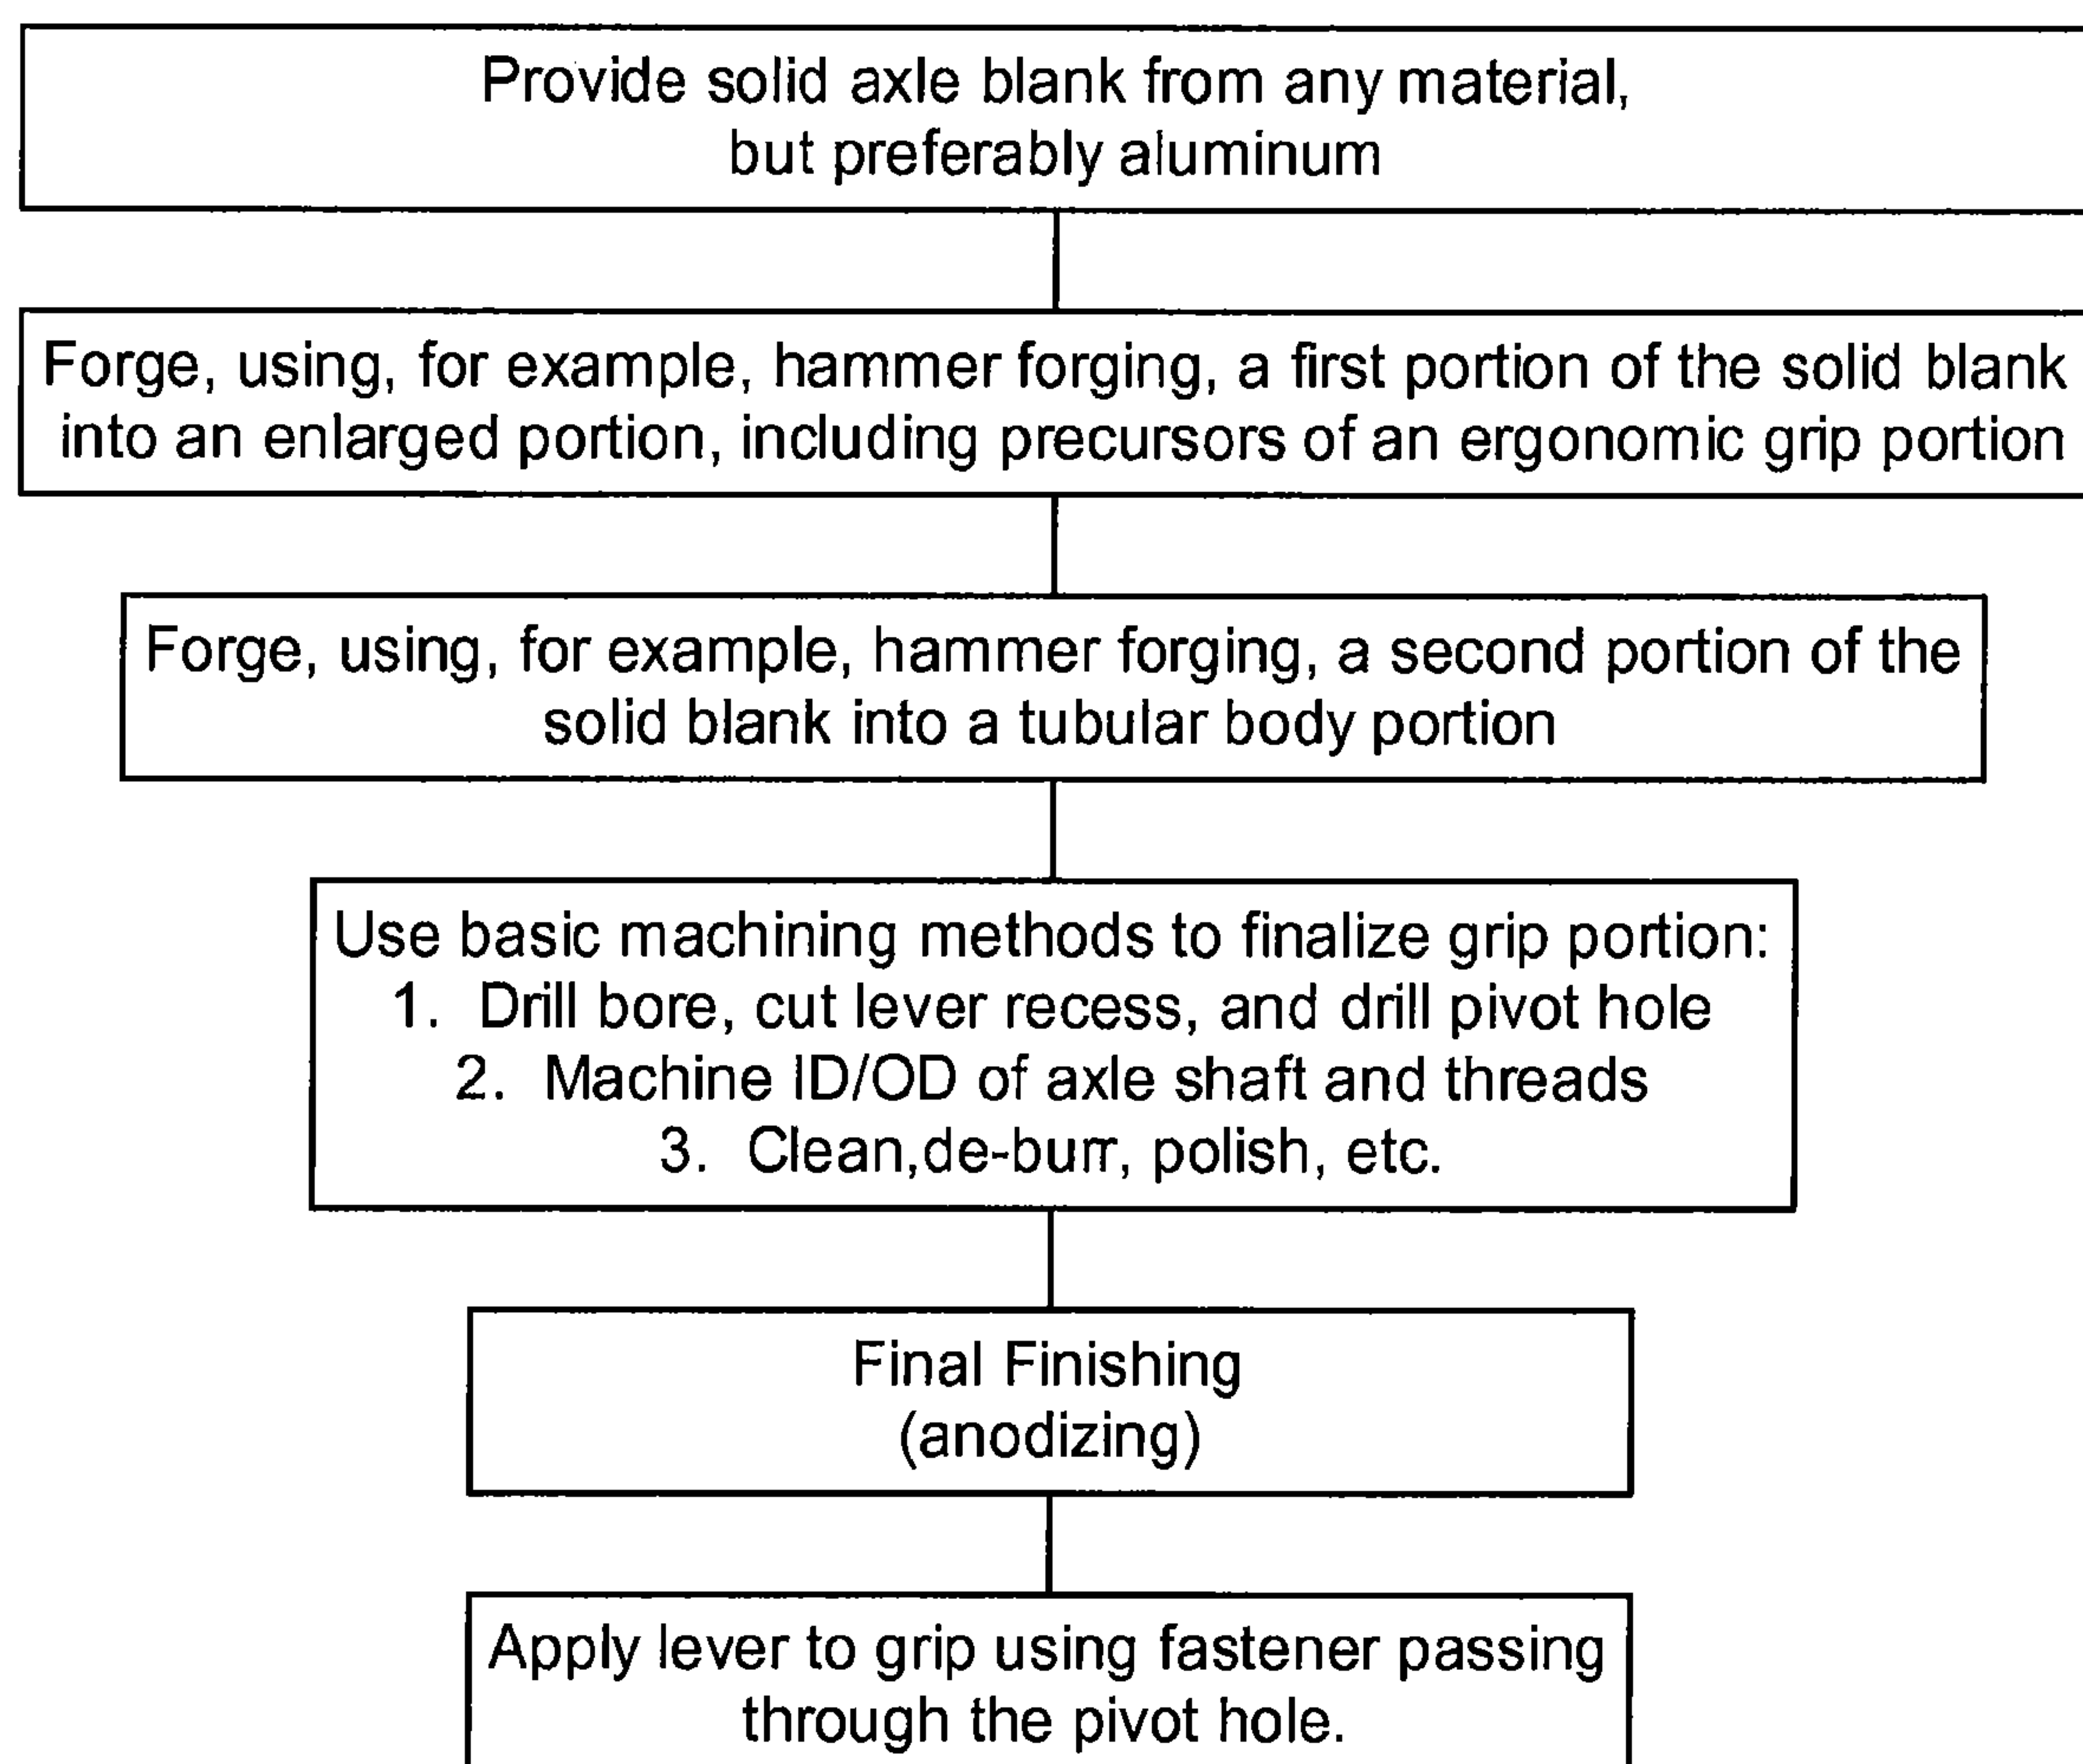 Provide solid axle blank from any material,
but preferably aluminum
Forge, using, for example, hammer forging, a first portion of the solid blank
into an enlarged portion, including precursors of an ergonomic grip portion
Forge, using, for example, hammer forging, a second portion of the
solid blank into a tubular body portion
Use basic machining methods to finalize grip portion:
1. Drill bore, cut lever recess, and drill pivot hole
2. Machine ID/OD of axle shaft and threads
3. Clean,de-burr, polish, etc.
Final Finishing
(anodizing)
Apply lever to grip using fastener passing
through the pivot hole.